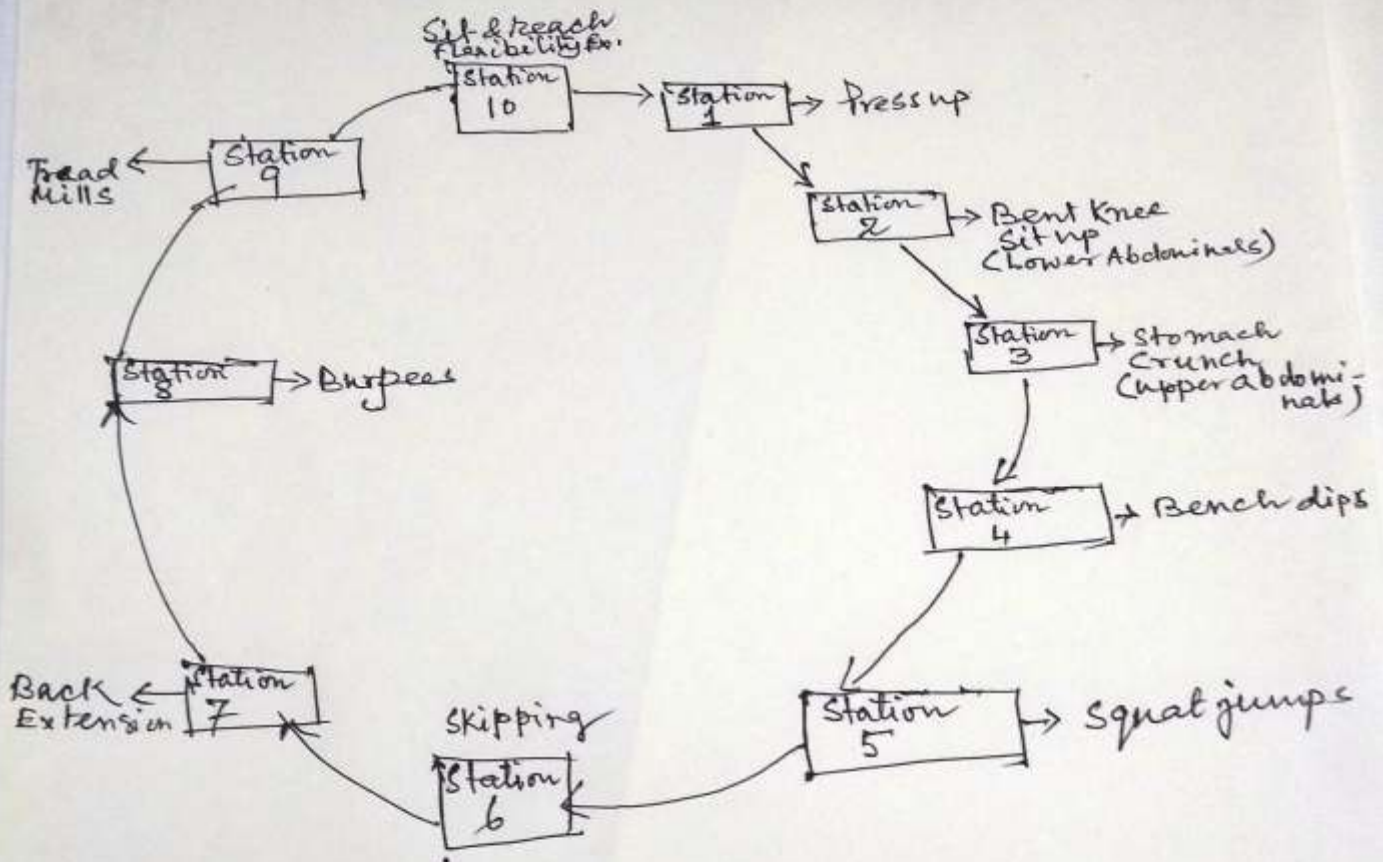 Sit & reach
Flexibility Ex.
Station
10
Station
1
Press up
Station
2
Bent Knee
Sit up
(Lower Abdominals)
Station
3
Stomach
Crunch
(upper abdomi-
nals)
Station
4
Bench dips
Station
5
Squat jumps
Skipping
Station
6
Station
7
Back
Extension
Station
8
Burpees
Station
9
Tread
Mills